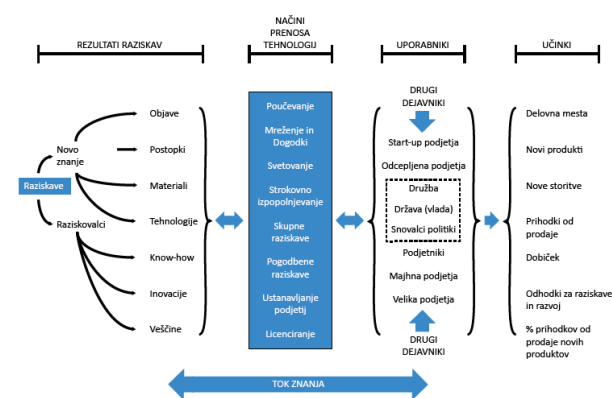 REZULTATI RAZISKAV
NAČINI
PRENOSA
TEHNOLOGIJ
UPORABNIKI
UČINKI
Raziskave
Novo
znanje
Raziskovalci
Objave
Postopki
Materiali
Tehnologije
Know-how
Inovacije
Veščine
Poučevanje
Mreženje in
Dogodki
Svetovanje
Strokovno
izpopolnjevanje
Skupne
raziskave
Pogodbene
raziskave
Ustanavljanje
podjetij
Licenciranje
DRUGI
DEJAVNIKI
Start-up podjetja
Odcepljena podjetja
Družba
Država (vlada)
Snovalci politiki
Podjetniki
Majhna podjetja
Velika podjetja
DRUGI
DEJAVNIKI
Delovna mesta
Novi produkti
Nove storitve
Prihodki od
prodaje
Dobiček
Odhodki za raziskave
in razvoj
% prihodkov od
prodaje novih
produktov
TOK ZNANJA